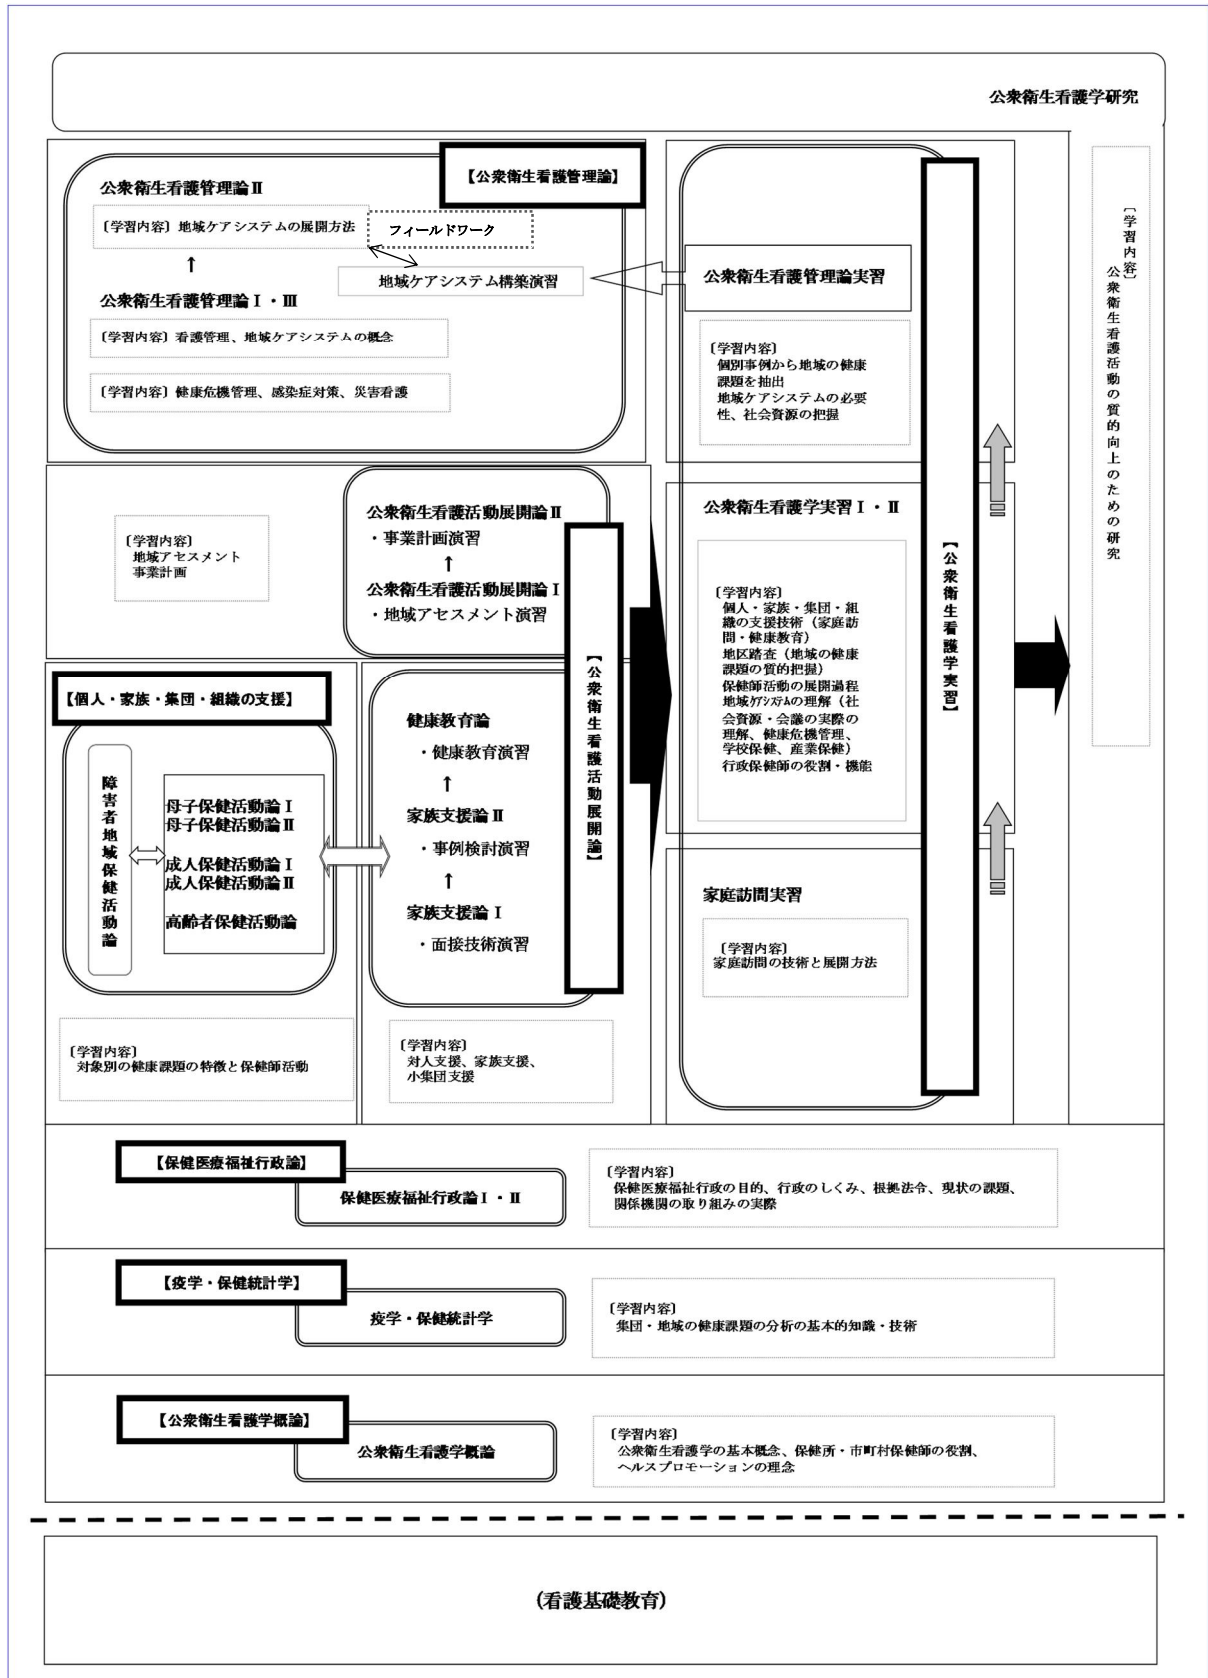 公衆衛生看護学研究
【公衆衛生看護管理論】
公衆衛生看護管理論Ⅱ
〔学習内容〕地域ケアシステムの展開方法
フィールドワーク
↑
地域ケアシステム構築演習
公衆衛生看護管理論Ⅰ・Ⅲ
〔学習内容〕看護管理、地域ケアシステムの概念
〔学習内容〕健康危機管理、感染症対策、災害看護
公衆衛生看護管理論実習
〔学習内容〕
個別事例から地域の健康
課題を抽出
地域ケアシステムの必要
性、社会資源の把握
〔学習内容〕
公衆衛生看護活動の質的向上のための研究
〔学習内容〕
地域アセスメント
事業計画
公衆衛生看護活動展開論Ⅱ
・事業計画演習
↑
公衆衛生看護活動展開論Ⅰ
・地域アセスメント演習
【公衆衛生看護活動展開論】
公衆衛生看護学実習Ⅰ・Ⅱ
〔学習内容〕
個人・家族・集団・組
織の支援技術（家庭訪
問・健康教育）
地区踏査（地域の健康
課題の質的把握）
保健師活動の展開過程
地域ｹｱｼｽﾃﾑの理解（社
会資源・会議の実際の
理解、健康危機管理、
学校保健、産業保健）
行政保健師の役割・機能
【公衆衛生看護学実習】
【個人・家族・集団・組織の支援】
障害者地域保健活動論
母子保健活動論Ⅰ
母子保健活動論Ⅱ
成人保健活動論Ⅰ
成人保健活動論Ⅱ
高齢者保健活動論
〔学習内容〕
対象別の健康課題の特徴と保健師活動
健康教育論
・健康教育演習
↑
家族支援論Ⅱ
・事例検討演習
↑
家族支援論Ⅰ
・面接技術演習
〔学習内容〕
対人支援、家族支援、
小集団支援
家庭訪問実習
〔学習内容〕
家庭訪問の技術と展開方法
【保健医療福祉行政論】
保健医療福祉行政論Ⅰ・Ⅱ
〔学習内容〕
保健医療福祉行政の目的、行政のしくみ、根拠法令、現状の課題、
関係機関の取り組みの実際
【疫学・保健統計学】
疫学・保健統計学
〔学習内容〕
集団・地域の健康課題の分析の基本的知識・技術
【公衆衛生看護学概論】
公衆衛生看護学概論
〔学習内容〕
公衆衛生看護学の基本概念、保健所・市町村保健師の役割、
ヘルスプロモーションの理念
（看護基礎教育）